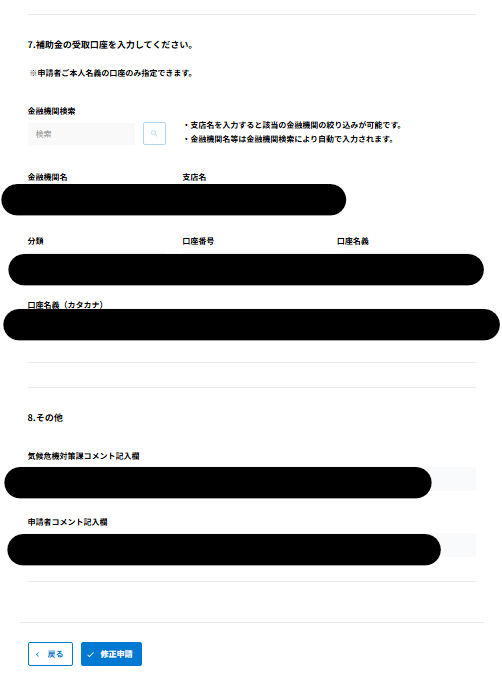 7.補助金の受取口座を入力してください。
※申請者ご本人名義の口座のみ指定できます。
金融機関検索
検索
・支店名を入力すると該当の金融機関の絞り込みが可能です。
・金融機関名等は金融機関検索により自動で入力されます。
金融機関名 支店名
分類 口座番号 口座名義
口座名義（カタカナ）
8.その他
気候危機対策課コメント記入欄
申請者コメント記入欄
戻る 修正申請